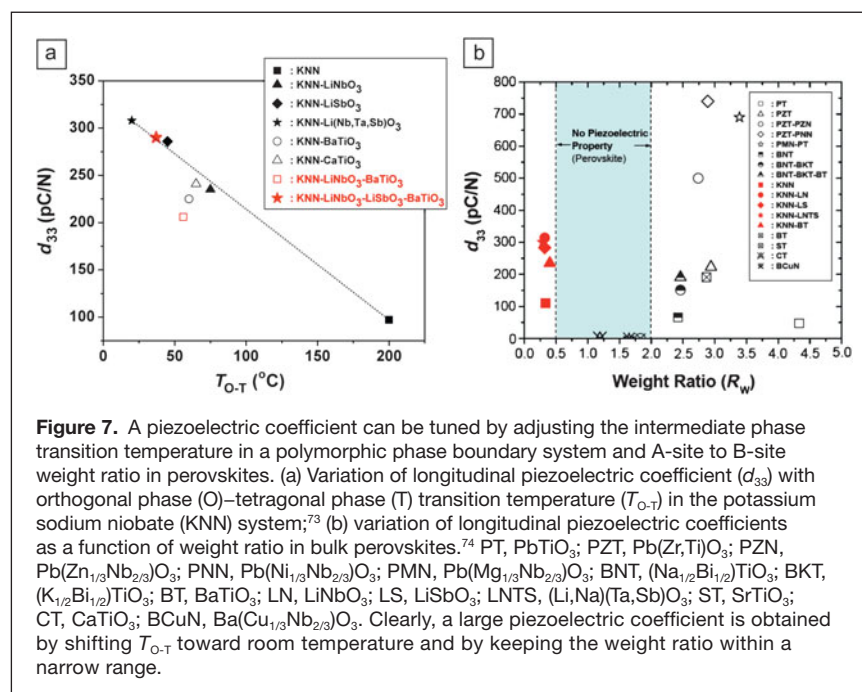 a
350
300
250
200
150
100
50
0
d₃₃ (pC/N)
0
50
100
150
200
T_O-T (°C)
: KNN
: KNN-LiNbO₃
: KNN-LiSbO₃
: KNN-Li(Nb,Ta,Sb)O₃
: KNN-BaTiO₃
: KNN-CaTiO₃
: KNN-LiNbO₃-BaTiO₃
: KNN-LiNbO₃-LiSbO₃-BaTiO₃
b
800
700
600
500
400
300
200
100
0
d₃₃ (pC/N)
0.0
0.5
1.0
1.5
2.0
2.5
3.0
3.5
4.0
4.5
5.0
Weight Ratio (R_W)
No Piezoelectric
Property
(Perovskite)
: PT
: PZT
: PZT-PZN
: PZT-PNN
: PMN-PT
: BNT
: BNT-BKT
: BNT-BKT-BT
: KNN
: KNN-LN
: KNN-LS
: KNN-LNTS
: KNN-BT
: BT
: ST
: CT
: BCuN
Figure 7. A piezoelectric coefficient can be tuned by adjusting the intermediate phase
transition temperature in a polymorphic phase boundary system and A-site to B-site
weight ratio in perovskites. (a) Variation of longitudinal piezoelectric coefficient (d₃₃) with
orthogonal phase (O)–tetragonal phase (T) transition temperature (T_O-T) in the potassium
sodium niobate (KNN) system;⁷³ (b) variation of longitudinal piezoelectric coefficients
as a function of weight ratio in bulk perovskites.⁷⁴ PT, PbTiO₃; PZT, Pb(Zr,Ti)O₃; PZN,
Pb(Zn₁/₃Nb₂/₃)O₃; PNN, Pb(Ni₁/₃Nb₂/₃)O₃; PMN, Pb(Mg₁/₃Nb₂/₃)O₃; BNT, (Na₁/₂Bi₁/₂)TiO₃; BKT,
(K₁/₂Bi₁/₂)TiO₃; BT, BaTiO₃; LN, LiNbO₃; LS, LiSbO₃; LNTS, (Li,Na)(Ta,Sb)O₃; ST, SrTiO₃;
CT, CaTiO₃; BCuN, Ba(Cu₁/₃Nb₂/₃)O₃. Clearly, a large piezoelectric coefficient is obtained
by shifting T_O-T toward room temperature and by keeping the weight ratio within a
narrow range.